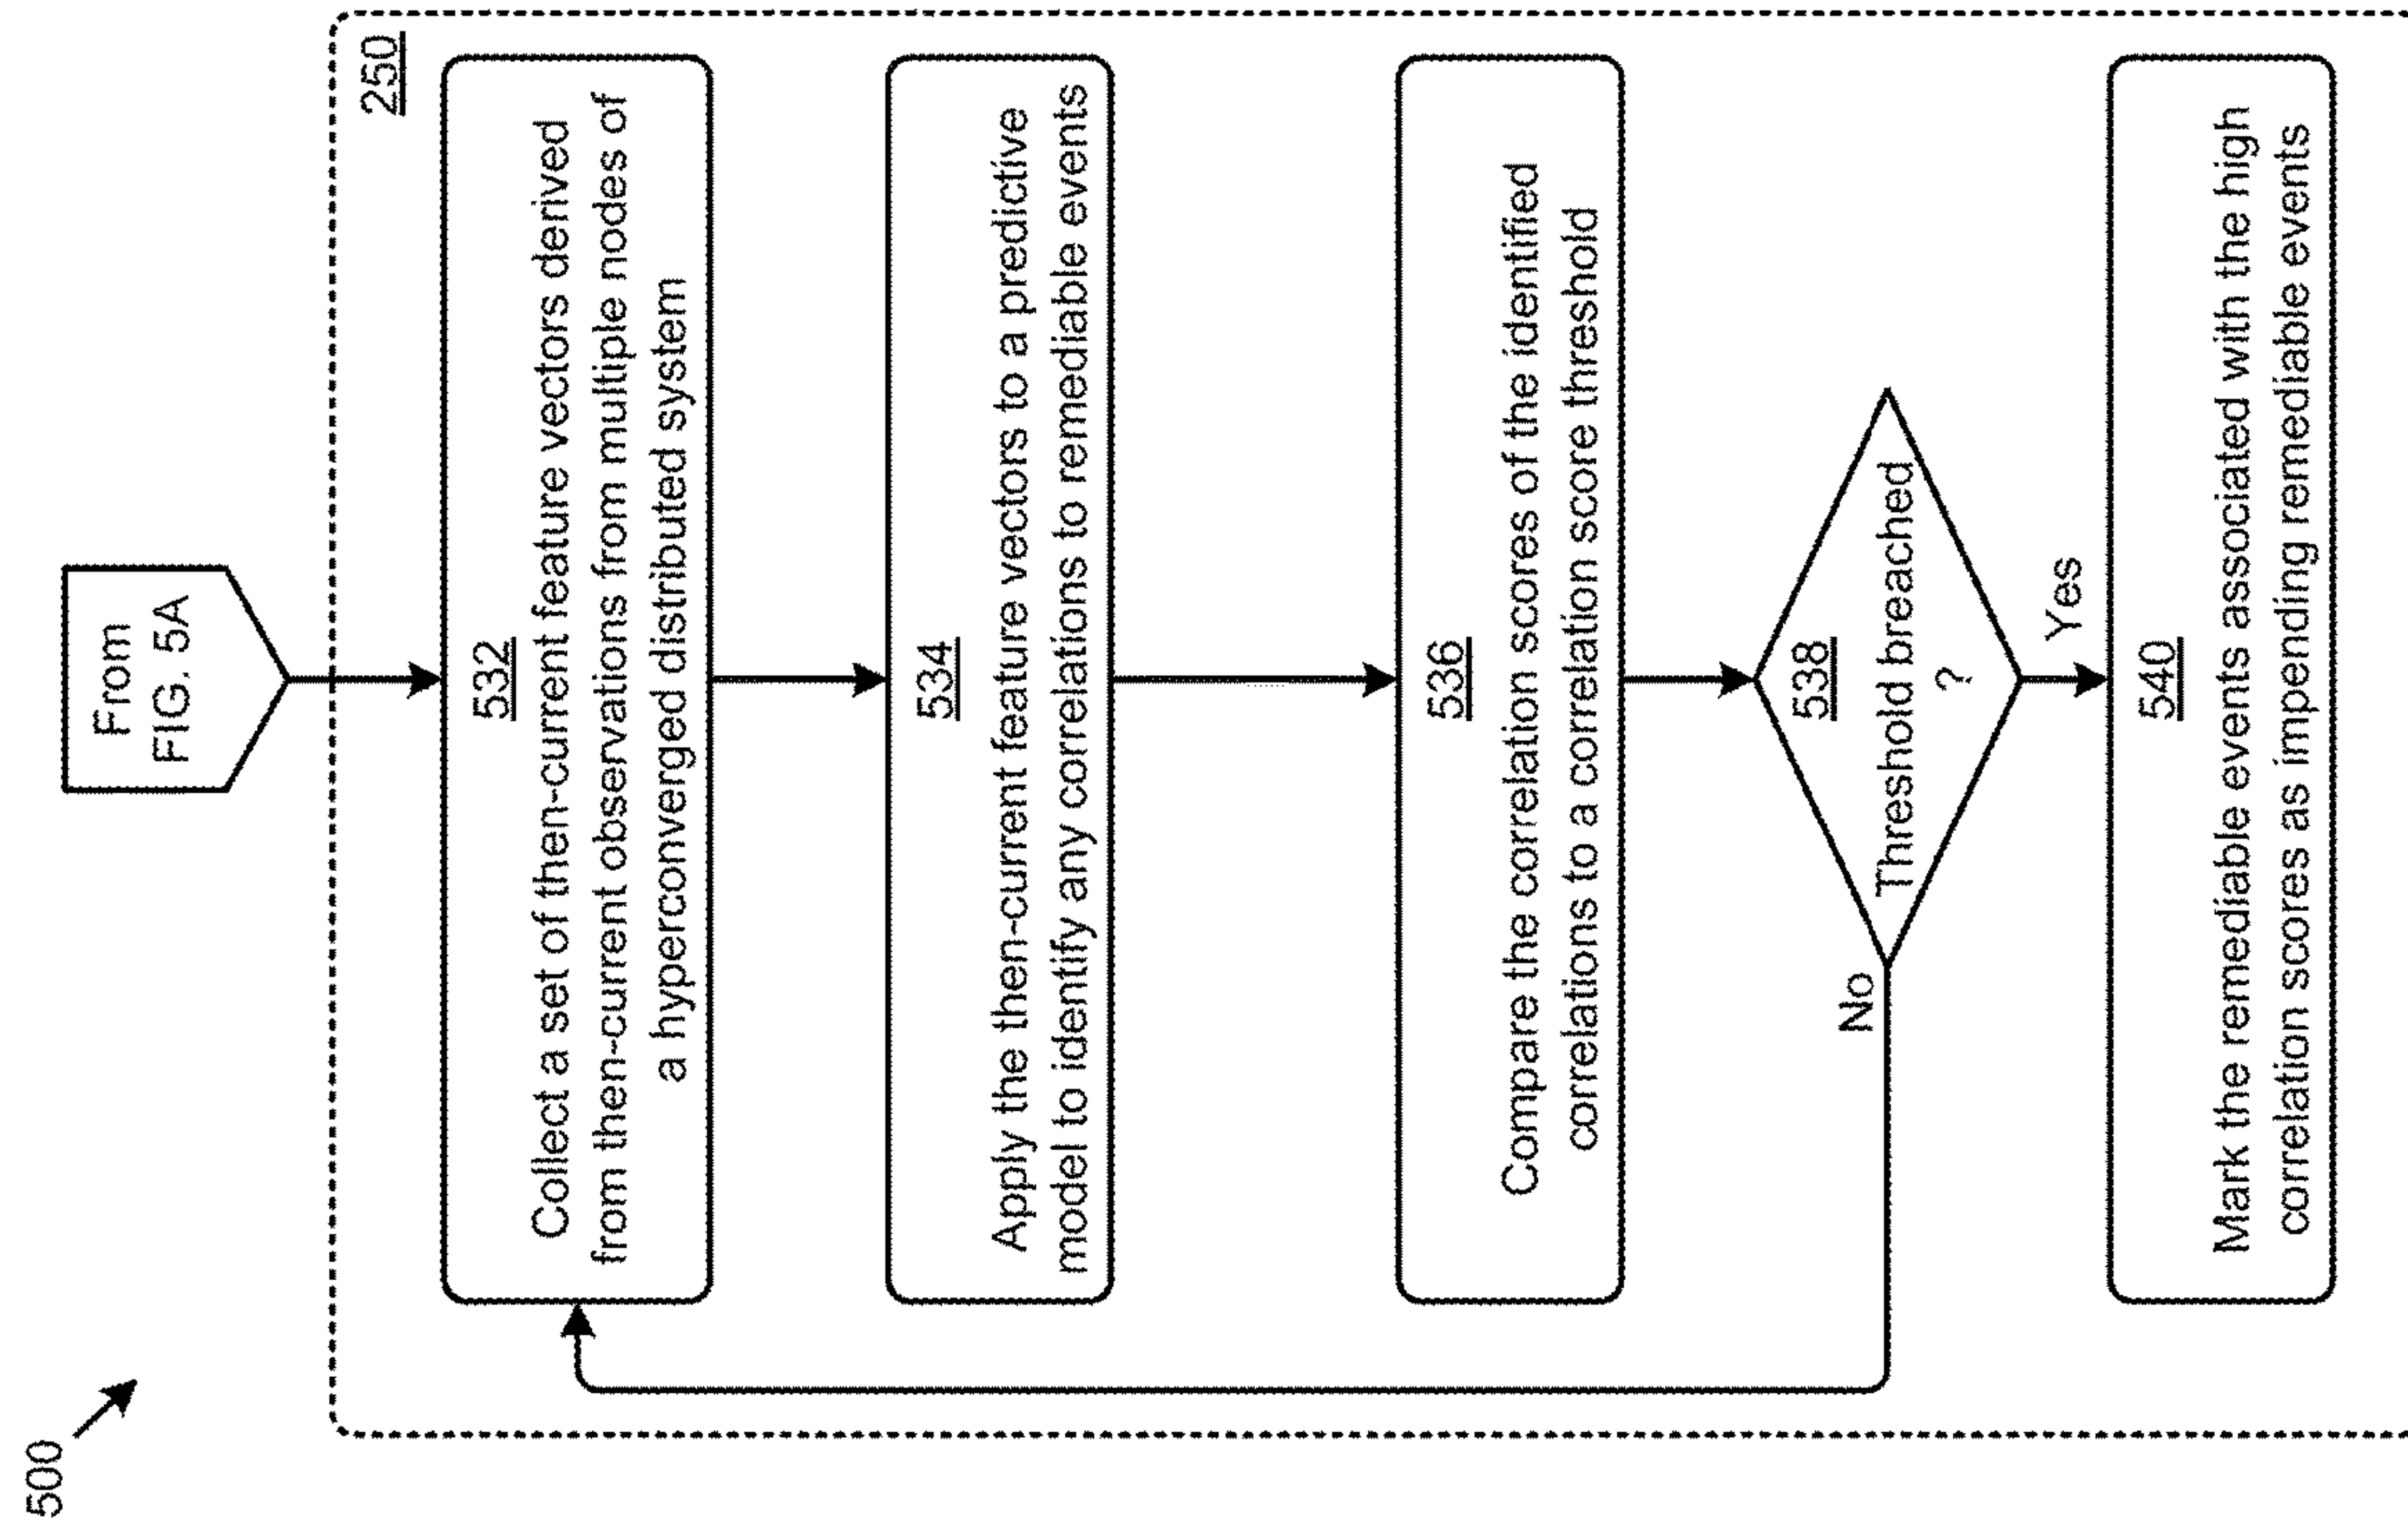 500
From
FIG. 5A
250
532
Collect a set of then-current feature vectors derived
from then-current observations from multiple nodes of
a hyperconverged distributed system
534
Apply the then-current feature vectors to a predictive
model to identify any correlations to remediable events
536
Compare the correlation scores of the identified
correlations to a correlation score threshold
538
Threshold breached
?
No
Yes
540
Mark the remediable events associated with the high
correlation scores as impending remediable events